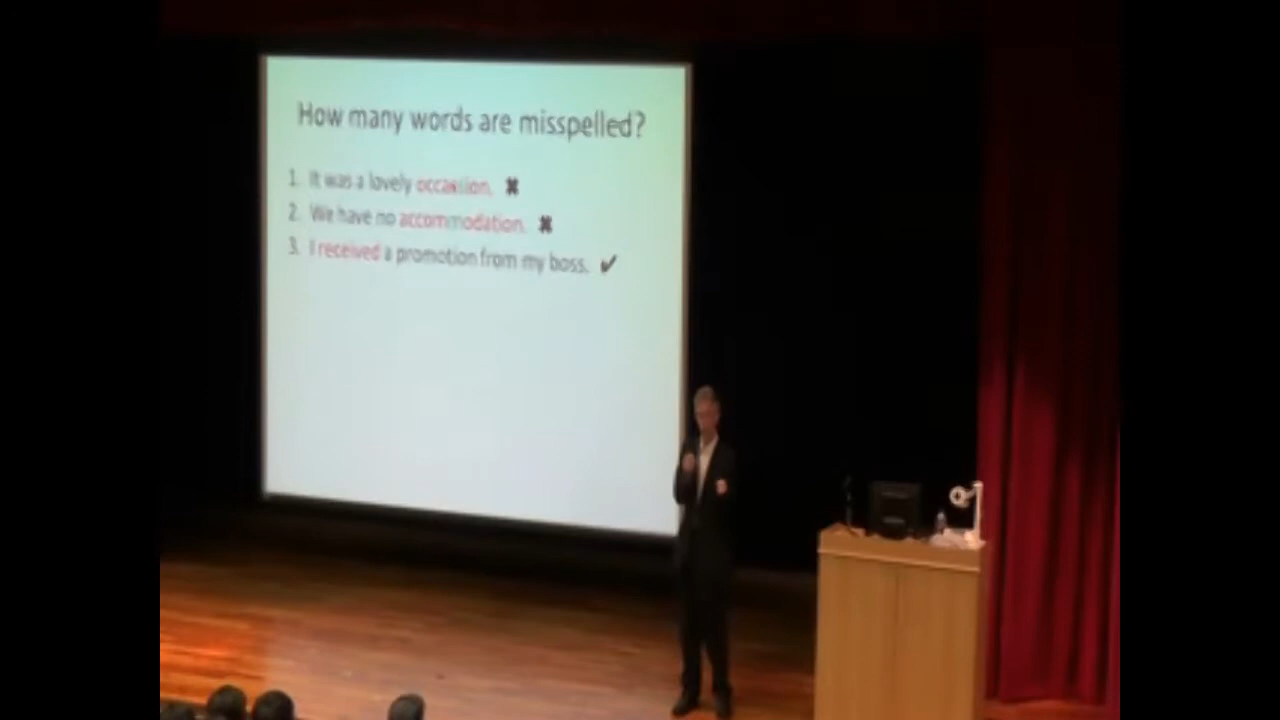 How many words are misspelled?
1. It was a lovely ✖
2. We have no accommodation. ✖
3. I received a promotion from my boss. ✔